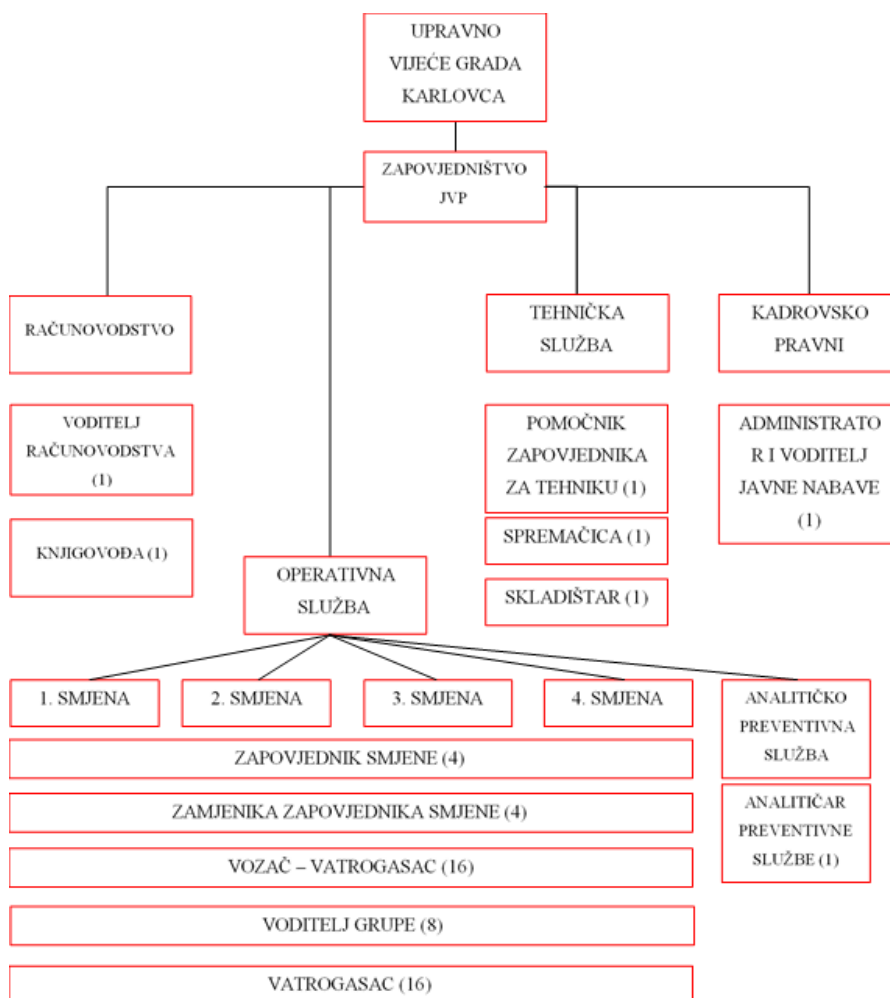 UPRAVNO
VIJEĆE GRADA
KARLOVCA
ZAPOVJEDNIŠTVO
JVP
RAČUNOVODSTVO
TEHNIČKA
SLUŽBA
KADROVSKO
PRAVNI
VODITELJ
RAČUNOVODSTVA
(1)
KNJIGOVOĐA (1)
POMOČNIK
ZAPOVJEDNIKA
ZA TEHNIKU (1)
SPREMAČICA (1)
SKLADIŠTAR (1)
ADMINISTRATO
R I VODITELJ
JAVNE NABAVE
(1)
OPERATIVNA
SLUŽBA
1. SMJENA
2. SMJENA
3. SMJENA
4. SMJENA
ANALITIČKO
PREVENTIVNA
SLUŽBA
ZAPOVJEDNIK SMJENE (4)
ZAMJENIKA ZAPOVJEDNIKA SMJENE (4)
VOZAČ – VATROGASAC (16)
VODITELJ GRUPE (8)
VATROGASAC (16)
ANALITIČAR
PREVENTIVNE
SLUŽBE (1)